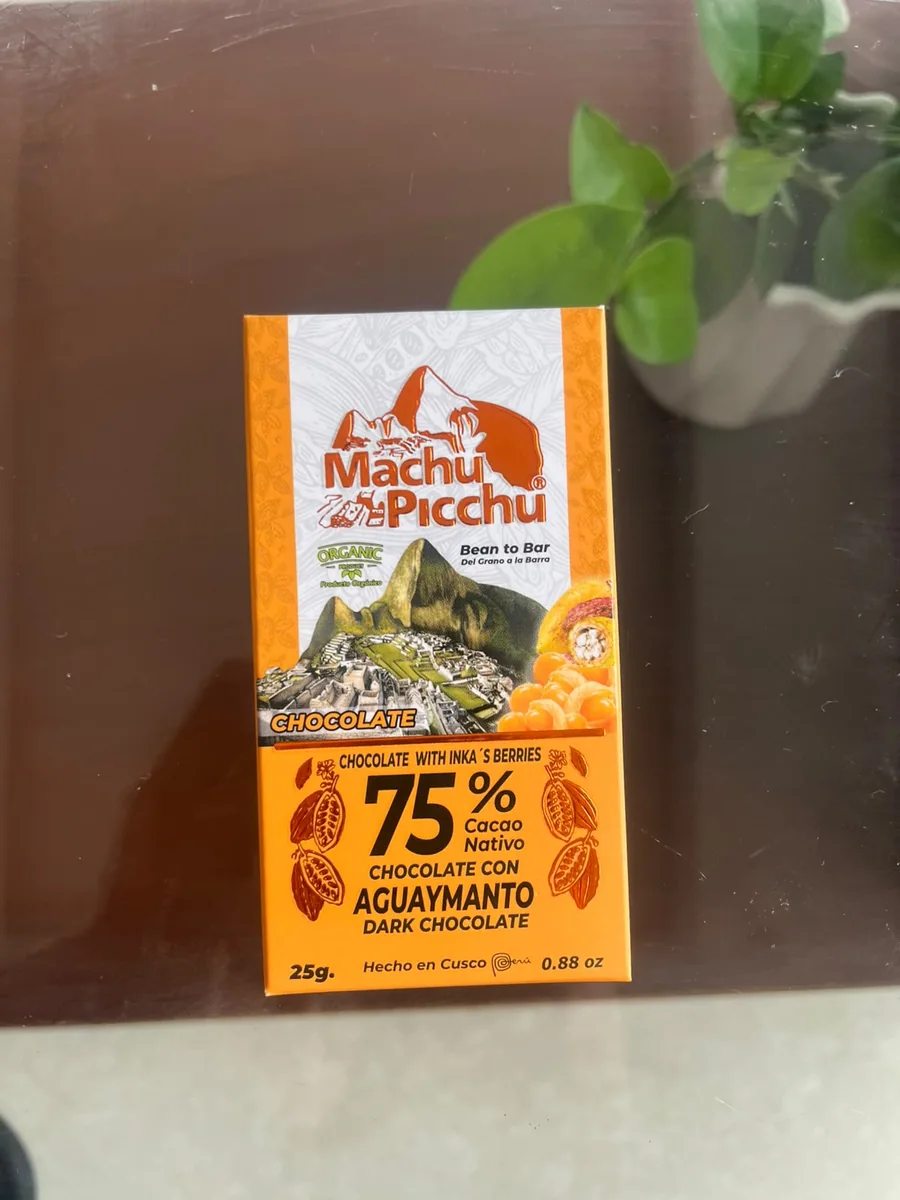 Machu
Picchu®
ORGANIC
PRODUCT
Producto Orgánico
Bean to Bar
Del Grano a la Barra
CHOCOLATE
CHOCOLATE WITH INKA´S BERRIES
75%
Cacao
Nativo
CHOCOLATE CON
AGUAYMANTO
DARK CHOCOLATE
25g.
Hecho en Cusco Perú
0.88 oz